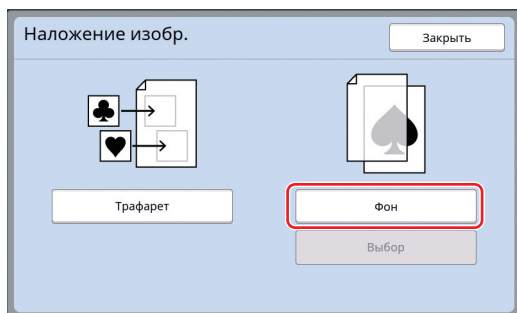 Наложение изобр.
Закрыть
Трафарет
Фон
Выбор